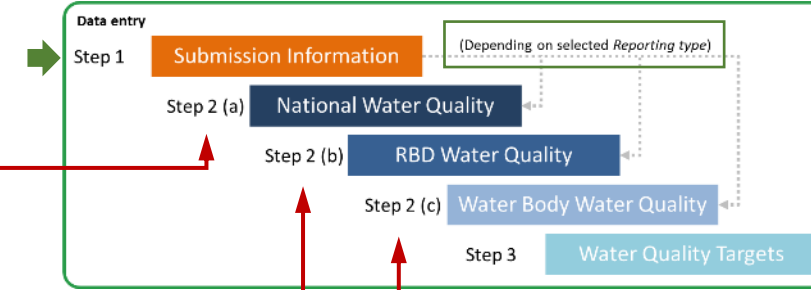 Data entry
Step 1 Submission Information (Depending on selected Reporting type)
Step 2 (a) National Water Quality
Step 2 (b) RBD Water Quality
Step 2 (c) Water Body Water Quality
Step 3 Water Quality Targets